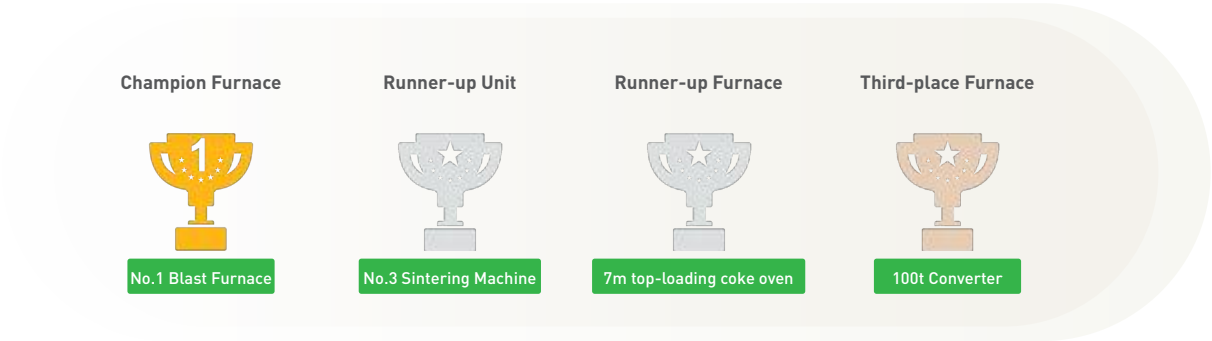 Champion Furnace
Runner-up Unit
Runner-up Furnace
Third-place Furnace
1
No.1 Blast Furnace
No.3 Sintering Machine
7m top-loading coke oven
100t Converter